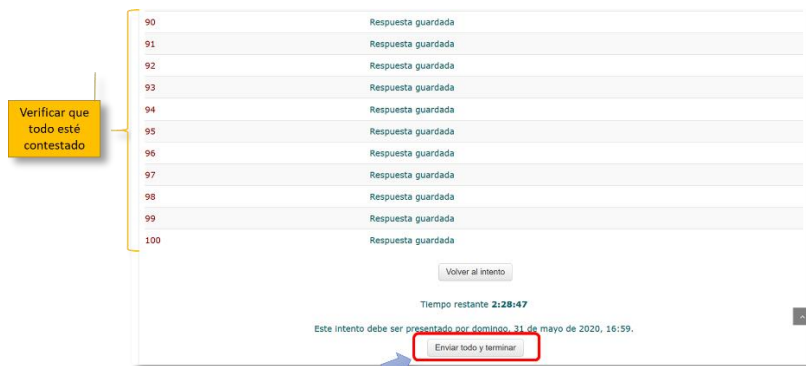 90 Respuesta guardada
91 Respuesta guardada
92 Respuesta guardada
93 Respuesta guardada
94 Respuesta guardada
Verificar que
todo esté
contestado
95 Respuesta guardada
96 Respuesta guardada
97 Respuesta guardada
98 Respuesta guardada
99 Respuesta guardada
100 Respuesta guardada
Volver al intento
Tiempo restante 2:28:47
Este intento debe ser presentado por domingo, 31 de mayo de 2020, 16:59.
Enviar todo y terminar